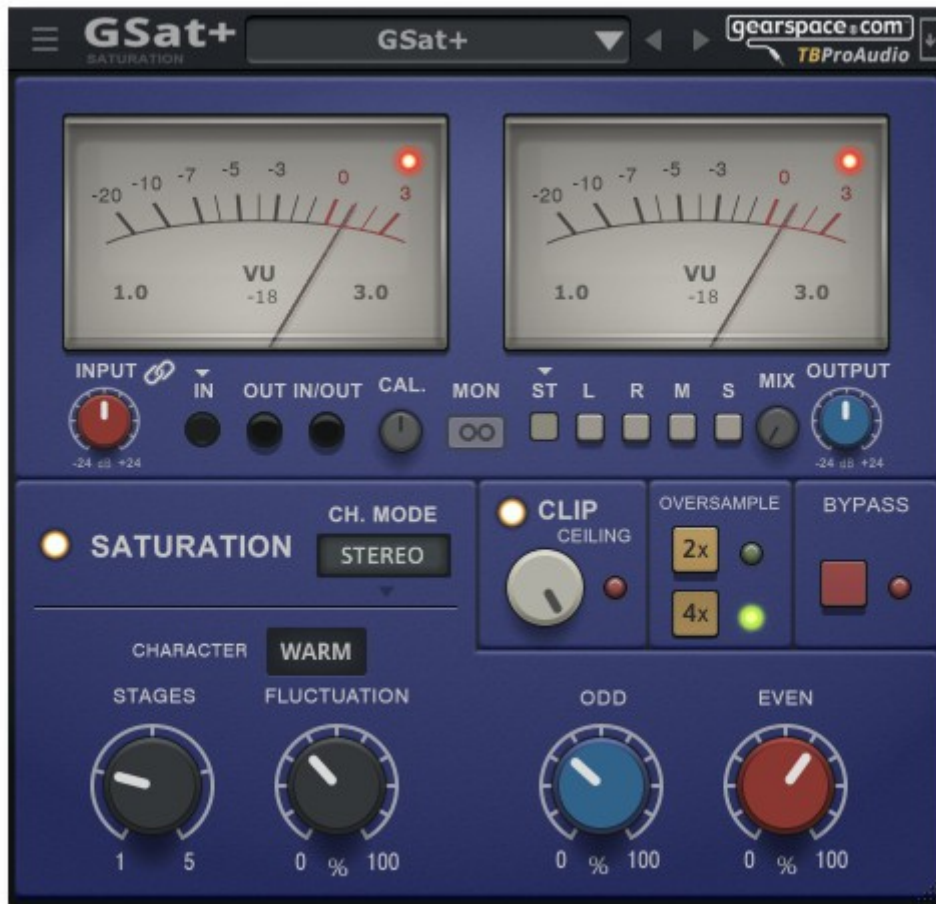 GSat+
SATURATION
GSat+
gearspace.com
TBProAudio
-20 -10 -7 -5 -3 0 3
VU
-18
1.0 3.0
-20 -10 -7 -5 -3 0 3
VU
-18
1.0 3.0
INPUT IN OUT IN/OUT CAL. MON ST L R M S MIX OUTPUT
-24 dB +24
-24 dB +24
SATURATION
CH. MODE
STEREO
CLIP
CEILING
OVERSAMPLE
2x
4x
BYPASS
CHARACTER WARM
STAGES FLUCTUATION ODD EVEN
1 5 0 % 100 0 % 100 0 % 100